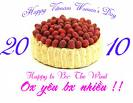 Happy Vietnam Women's Day
20 10
Happy to Be The Wind
Ox yêu bx nhiều !!